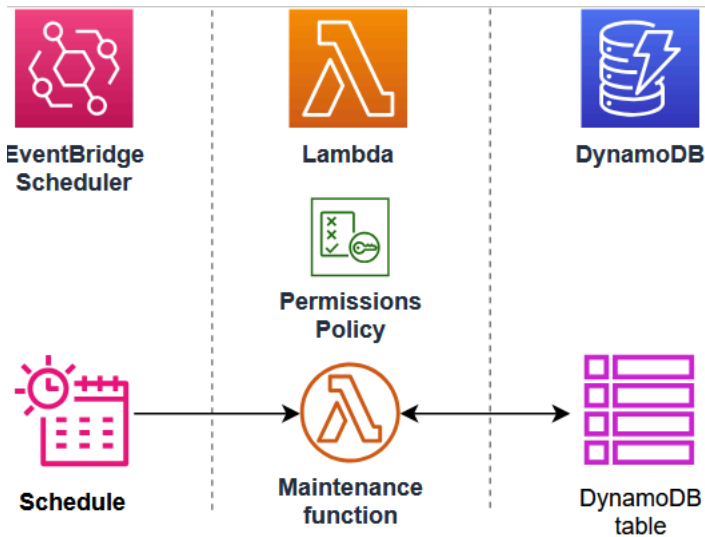 EventBridge
Scheduler
Lambda
DynamoDB
Permissions
Policy
Schedule
Maintenance
function
DynamoDB
table